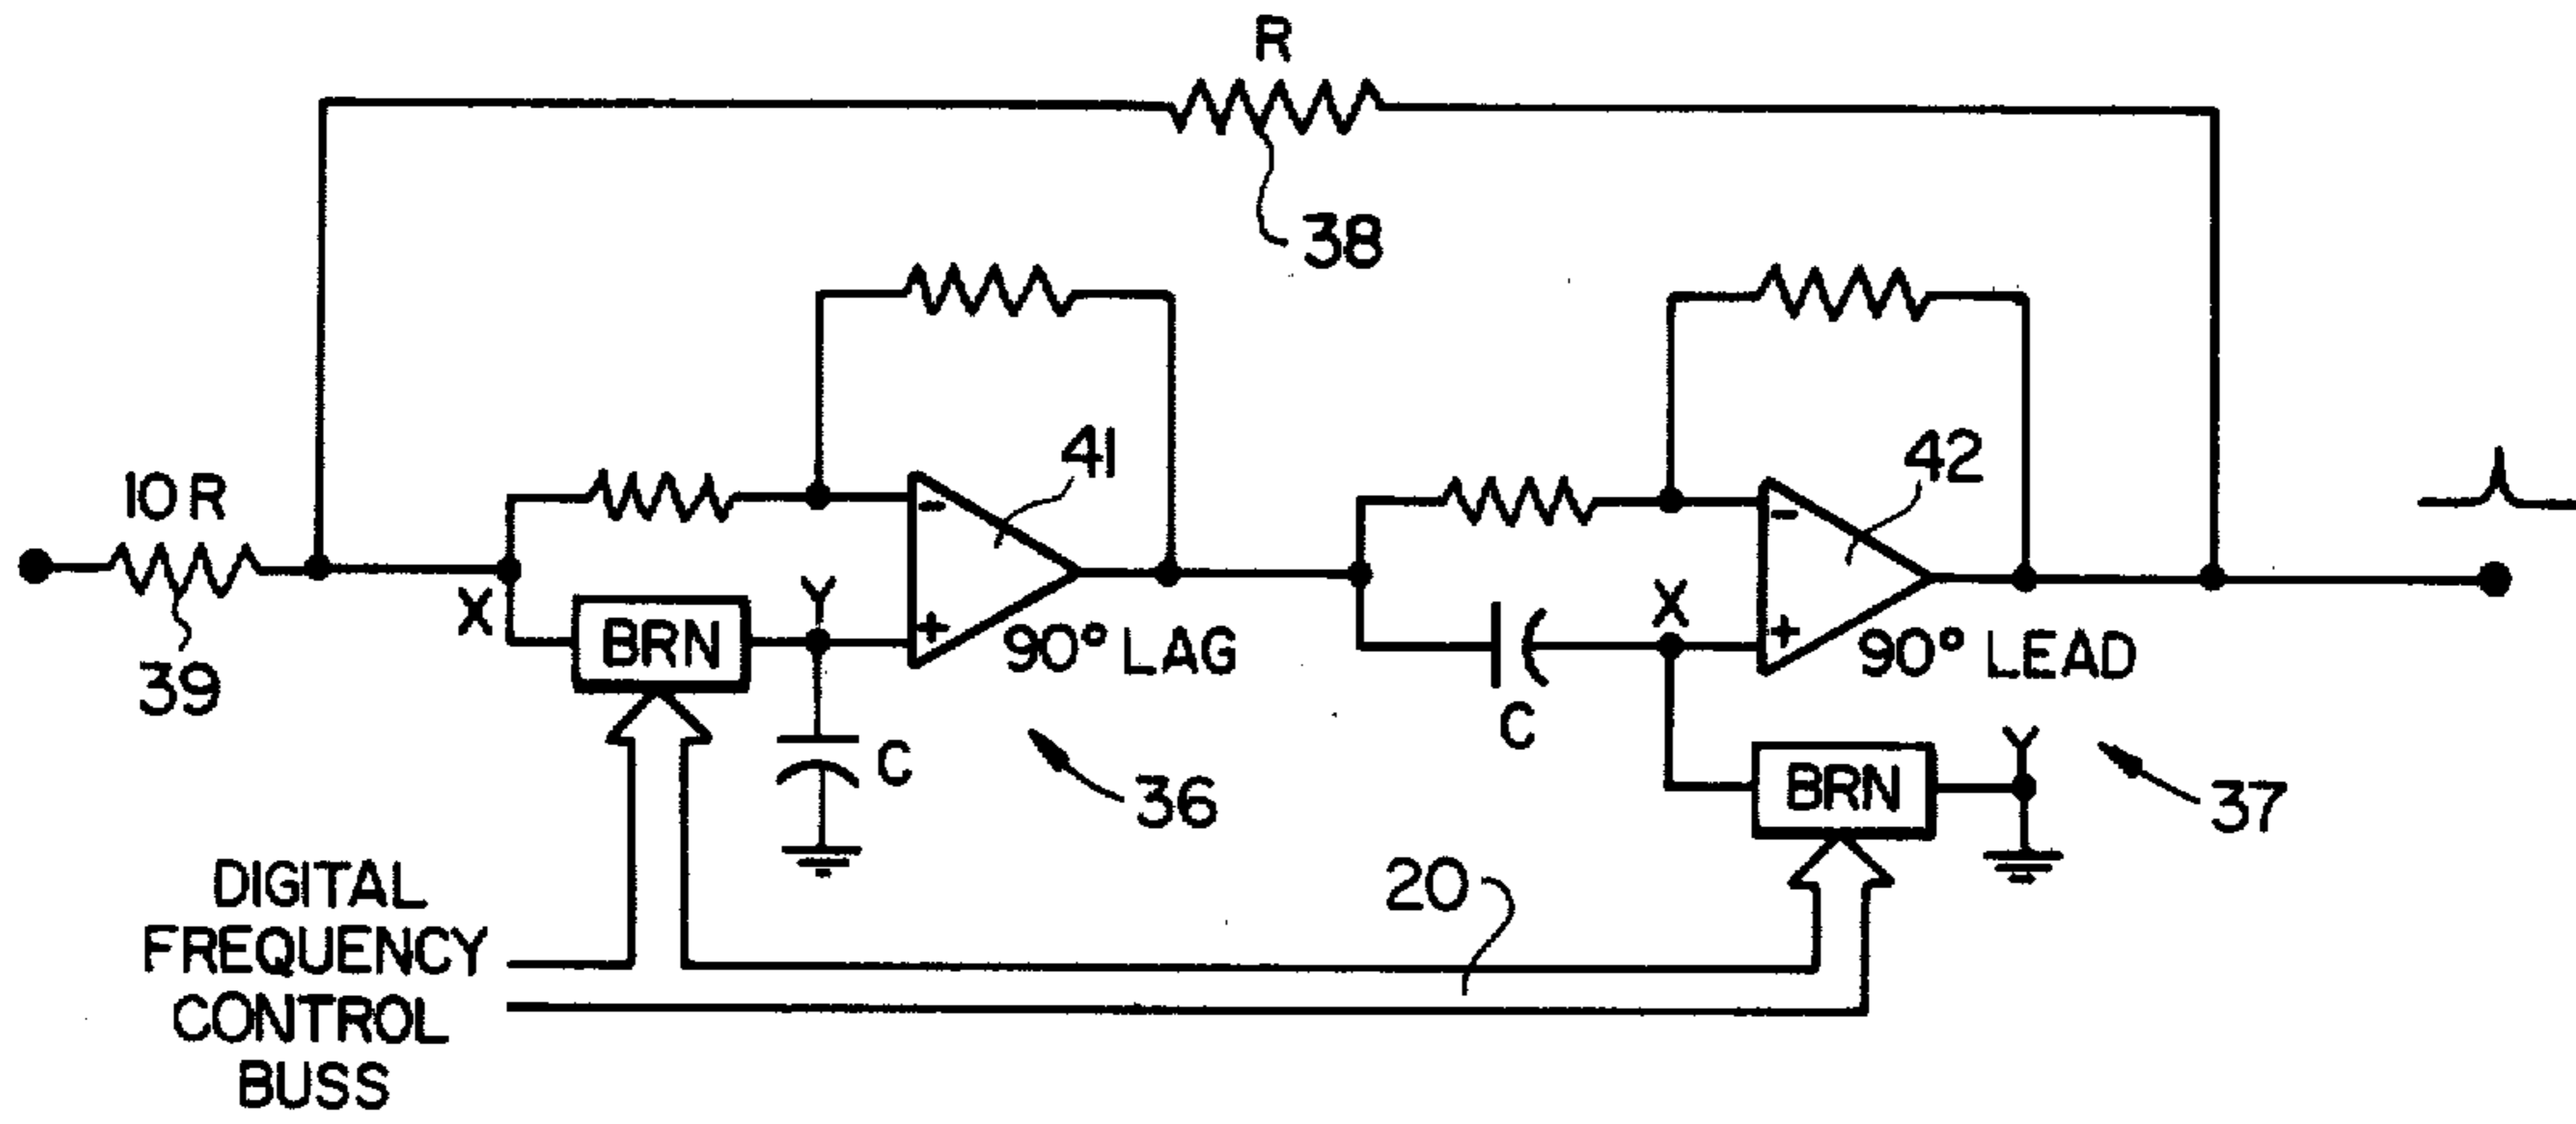 R
38
41
42
10 R
39
X
BRN
Y
-
+
90° LAG
C
36
-
X
+
90° LEAD
C
BRN
Y
37
20
DIGITAL
FREQUENCY
CONTROL
BUSS